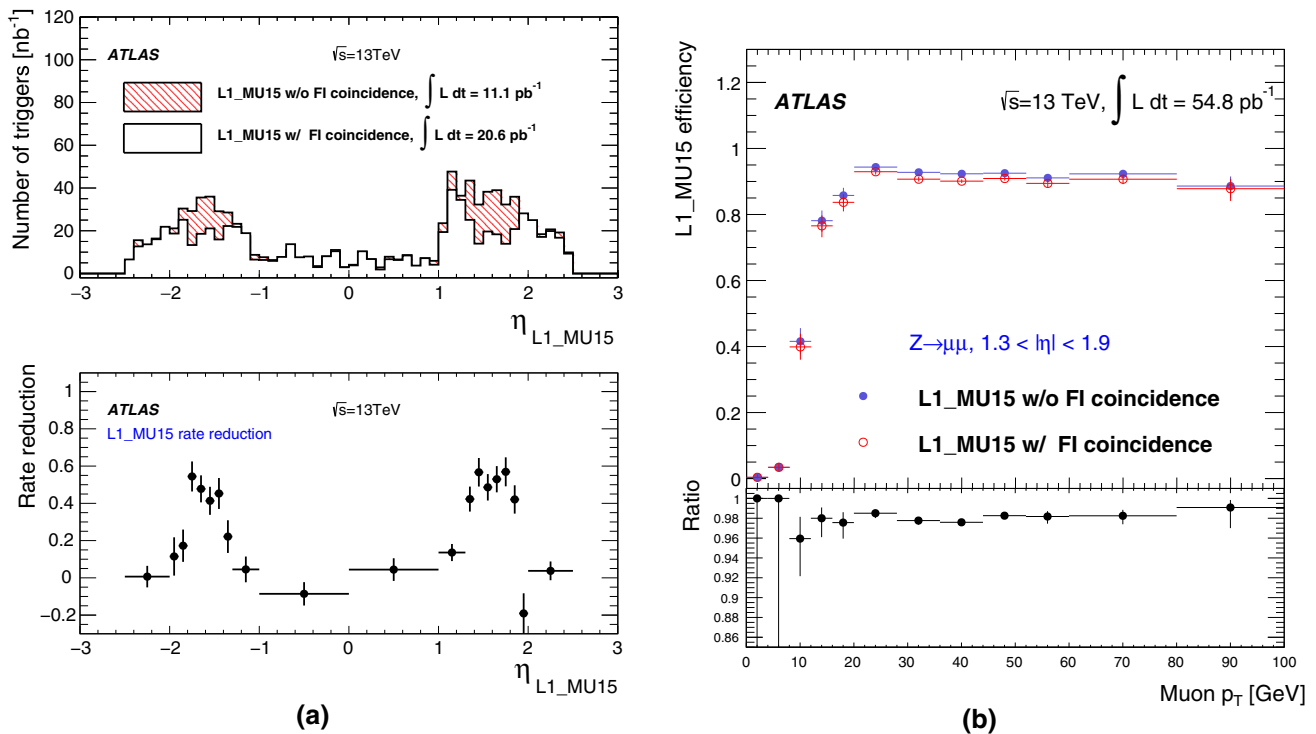 Number of triggers [nb⁻¹]
120
100
80
60
40
20
0
ATLAS
√s=13TeV
L1_MU15 w/o FI coincidence, ∫ L dt = 11.1 pb⁻¹
L1_MU15 w/ FI coincidence, ∫ L dt = 20.6 pb⁻¹
−3 −2 −1 0 1 2 3
η L1_MU15
Rate reduction
1
0.8
0.6
0.4
0.2
0
−0.2
ATLAS
√s=13TeV
L1_MU15 rate reduction
−3 −2 −1 0 1 2 3
η L1_MU15
(a)
L1_MU15 efficiency
1.2
1
0.8
0.6
0.4
0.2
0
ATLAS
√s=13 TeV, ∫ L dt = 54.8 pb⁻¹
Z→μμ, 1.3 < |η| < 1.9
L1_MU15 w/o FI coincidence
L1_MU15 w/ FI coincidence
Ratio
1
0.98
0.96
0.94
0.92
0.9
0.88
0.86
0 10 20 30 40 50 60 70 80 90 100
Muon p_T [GeV]
(b)